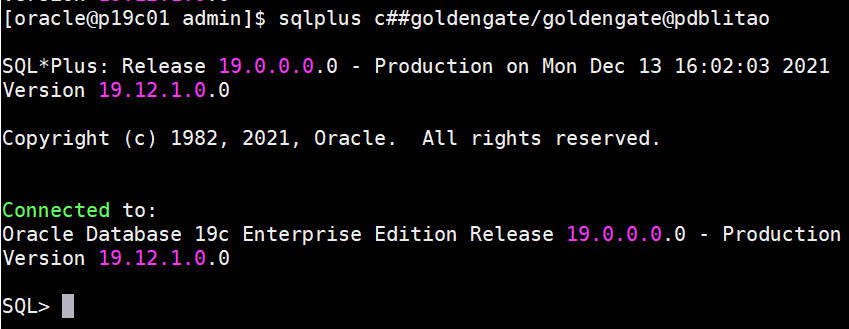 [oracle@p19c01 admin]$ sqlplus c##goldengate/goldengate@pdblitao
SQL*Plus: Release 19.0.0.0.0 - Production on Mon Dec 13 16:02:03 2021
Version 19.12.1.0.0
Copyright (c) 1982, 2021, Oracle.  All rights reserved.
Connected to:
Oracle Database 19c Enterprise Edition Release 19.0.0.0.0 - Production
Version 19.12.1.0.0
SQL>